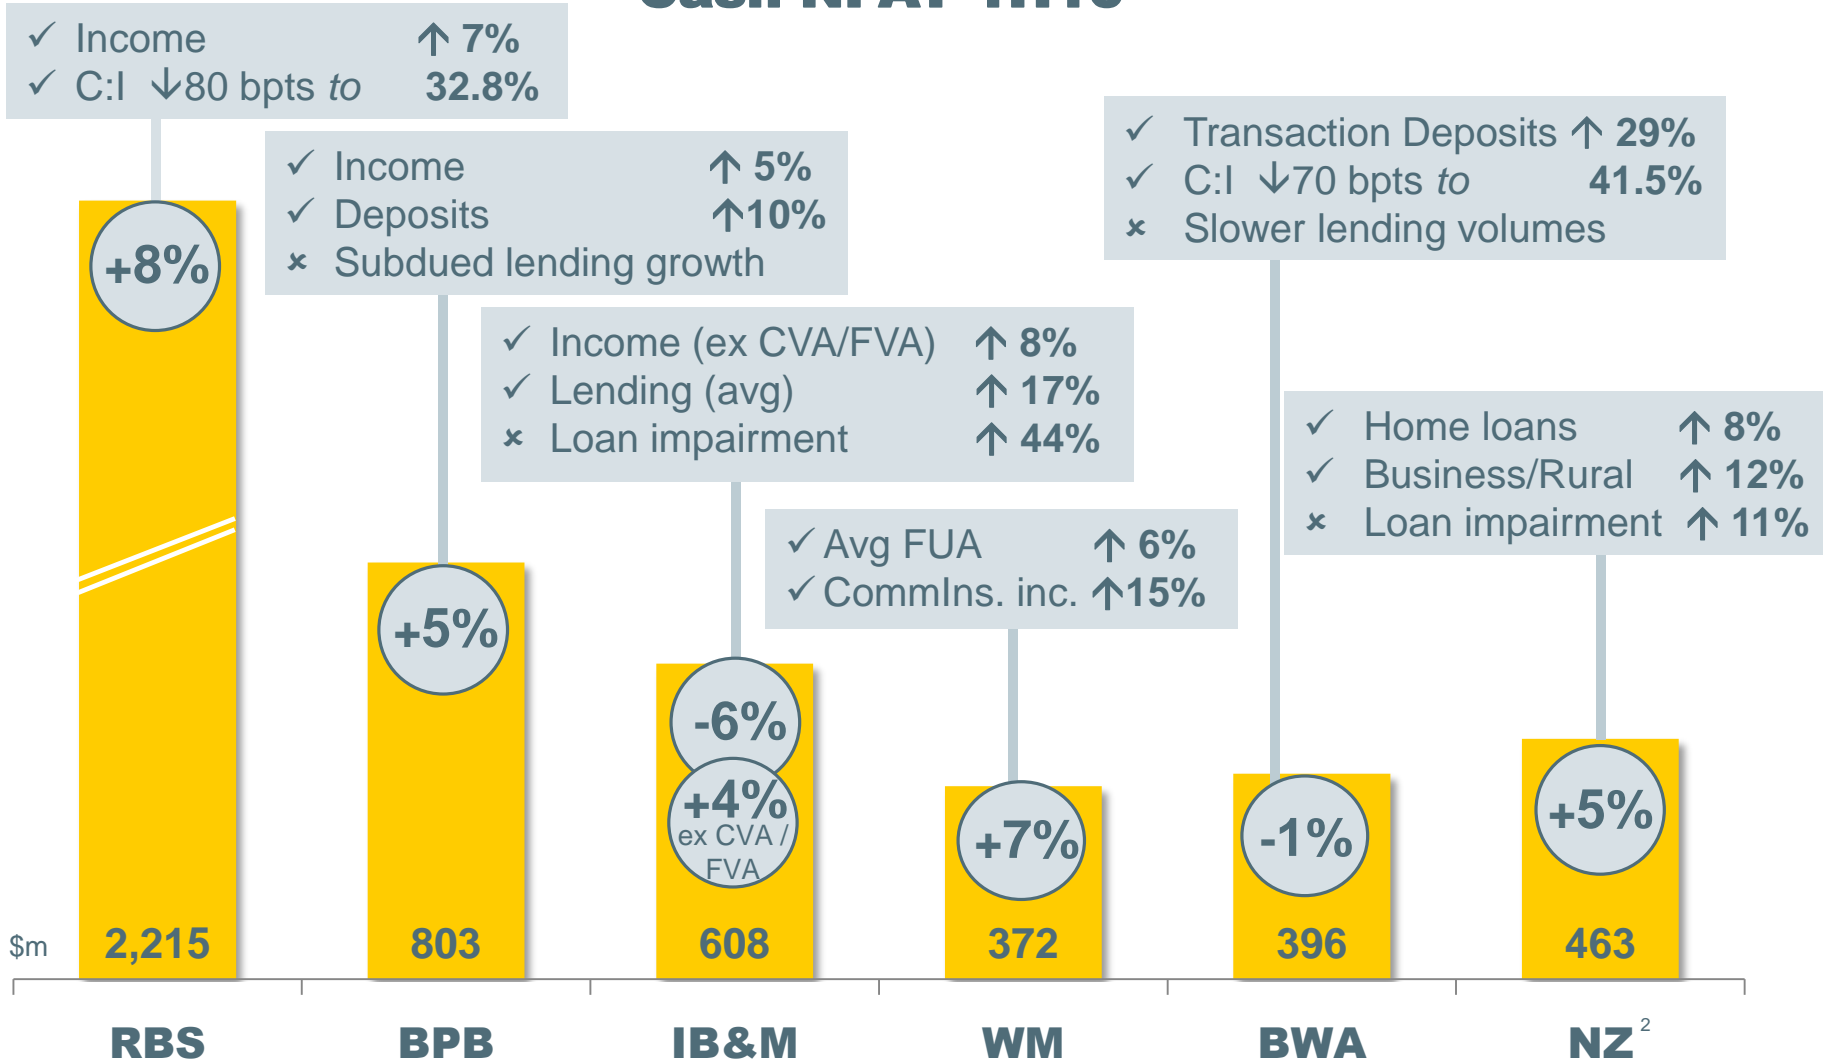 ✓ Income ↑ 7%
✓ C:I ↓80 bpts to 32.8%
✓ Income ↑ 5%
✓ Deposits ↑10%
× Subdued lending growth
✓ Transaction Deposits ↑ 29%
✓ C:I ↓70 bpts to 41.5%
× Slower lending volumes
✓ Income (ex CVA/FVA) ↑ 8%
✓ Lending (avg) ↑ 17%
× Loan impairment ↑ 44%
✓ Home loans ↑ 8%
✓ Business/Rural ↑ 12%
× Loan impairment ↑ 11%
✓ Avg FUA ↑ 6%
✓ CommIns. inc. ↑15%
+8%
+5%
-6%
+4%
ex CVA /
FVA
+7%
-1%
+5%
$m 2,215 803 608 372 396 463
RBS BPB IB&M WM BWA NZ 2